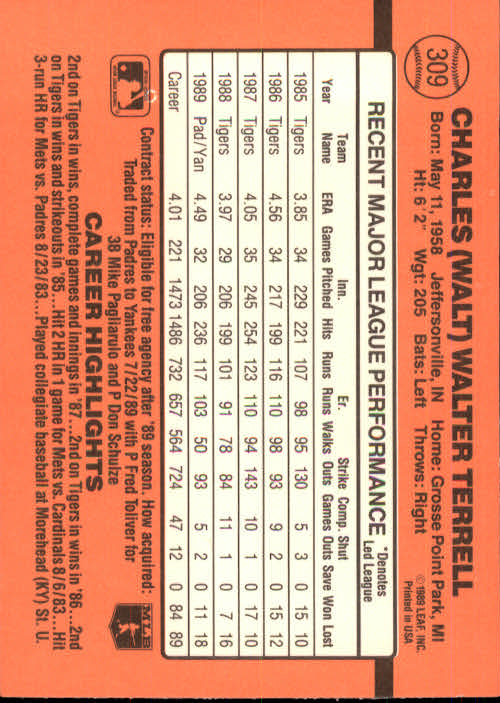 309
CHARLES (WALT) WALTER TERRELL
Born: May 11, 1958 Jeffersonville, IN Home: Grosse Point Park, MI
Ht: 6' 2" Wgt: 205 Bats: Left Throws: Right
© 1989 LEAF, INC.
Printed in USA
RECENT MAJOR LEAGUE PERFORMANCE
*Denotes
Led League
Team Inn. Er. Strike Comp. Shut
Year Name ERA Games Pitched Hits Runs Runs Walks Outs Games Outs Save Won Lost
1985 Tigers 3.85 34 229 221 107 98 95 130 5 3 0 15 10
1986 Tigers 4.56 34 217 199 116 110 98 93 9 2 0 15 12
1987 Tigers 4.05 35 245 254 123 110 94 143 10 1 0 17 10
1988 Tigers 3.97 29 206 199 101 91 78 84 11 1 0 7 16
1989 Pad/Yan 4.49 32 206 236 117 103 50 93 5 2 0 11 18
Career 4.01 221 1473 1486 732 657 564 724 47 12 0 84 89
Contract status: Eligible for free agency after '89 season. How acquired:
Traded from Padres to Yankees 7/22/89 with P Fred Toliver for
38 Mike Pagliarulo and P Don Schulze
MLB
CAREER HIGHLIGHTS
2nd on Tigers in wins, complete games and innings in '87...2nd on Tigers in wins in '86...2nd
on Tigers in wins and strikeouts in '85...Hit 2 HR in 1 game for Mets vs. Cardinals 8/6/83...Hit
3-run HR for Mets vs. Padres 8/23/83...Played collegiate baseball at Morehead (KY) St. U.